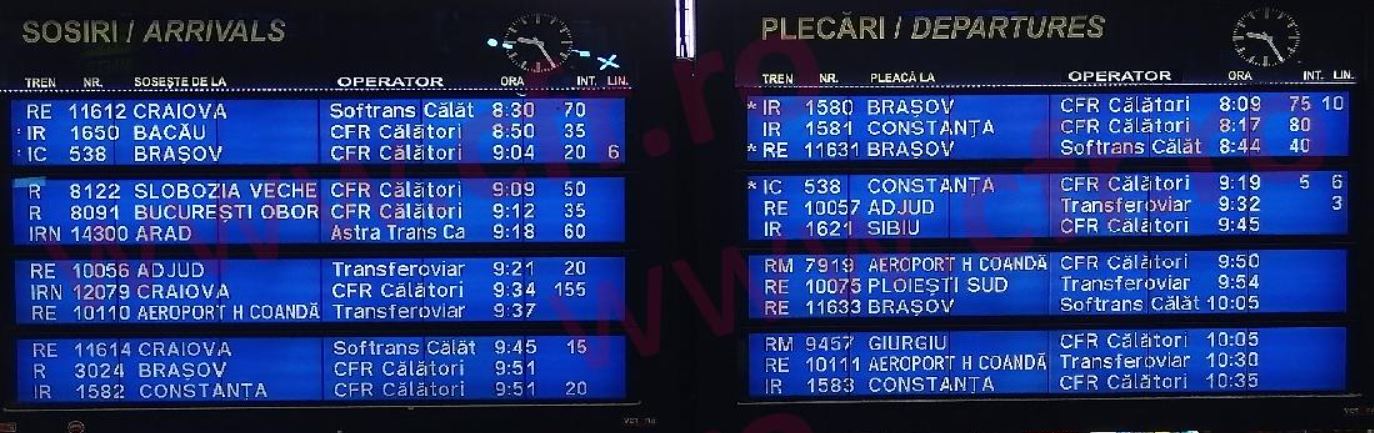 SOSIRI / ARRIVALS
TREN NR. SOSEȘTE DE LA OPERATOR ORA INT. LIN.
RE 11612 CRAIOVA Softrans Călăt 8:30 70
* IR 1650 BACĂU CFR Călători 8:50 35
* IC 538 BRAȘOV CFR Călători 9:04 20 6
R 8122 SLOBOZIA VECHE CFR Călători 9:09 50
R 8091 BUCUREȘTI OBOR CFR Călători 9:12 35
IRN 14300 ARAD Astra Trans Ca 9:18 60
RE 10056 ADJUD Transferoviar 9:21 20
IRN 12079 CRAIOVA CFR Călători 9:34 155
RE 10110 AEROPORT H COANDĂ Transferoviar 9:37
RE 11614 CRAIOVA Softrans Călăt 9:45 15
R 3024 BRAȘOV CFR Călători 9:51
IR 1582 CONSTANȚA CFR Călători 9:51 20
PLECĂRI / DEPARTURES
TREN NR. PLEACĂ LA OPERATOR ORA INT. LIN.
* IR 1580 BRAȘOV CFR Călători 8:09 75 10
IR 1581 CONSTANȚA CFR Călători 8:17 80
* RE 11631 BRAȘOV Softrans Călăt 8:44 40
* IC 538 CONSTANȚA CFR Călători 9:19 5 6
RE 10057 ADJUD Transferoviar 9:32 3
IR 1621 SIBIU CFR Călători 9:45
RM 7919 AEROPORT H COANDĂ CFR Călători 9:50
RE 10075 PLOIEȘTI SUD Transferoviar 9:54
RE 11633 BRAȘOV Softrans Călăt 10:05
RM 9457 GIURGIU CFR Călători 10:05
RE 10111 AEROPORT H COANDĂ Transferoviar 10:30
IR 1583 CONSTANȚA CFR Călători 10:35